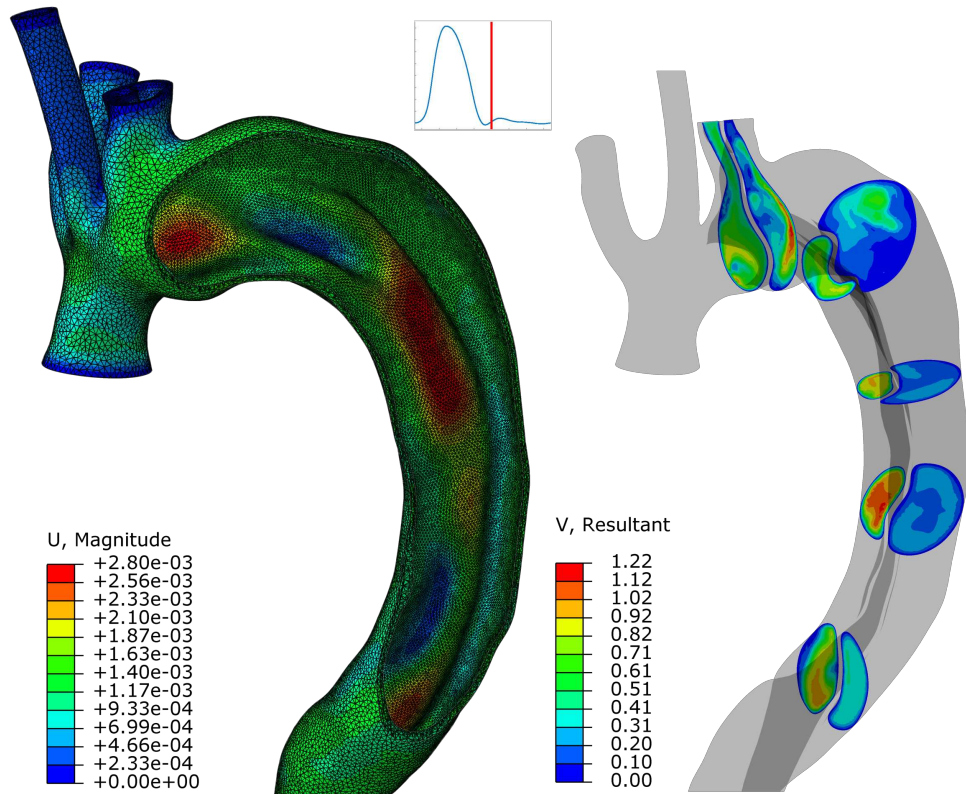 U, Magnitude
+2.80e-03
+2.56e-03
+2.33e-03
+2.10e-03
+1.87e-03
+1.63e-03
+1.40e-03
+1.17e-03
+9.33e-04
+6.99e-04
+4.66e-04
+2.33e-04
+0.00e+00
V, Resultant
1.22
1.12
1.02
0.92
0.82
0.71
0.61
0.51
0.41
0.31
0.20
0.10
0.00